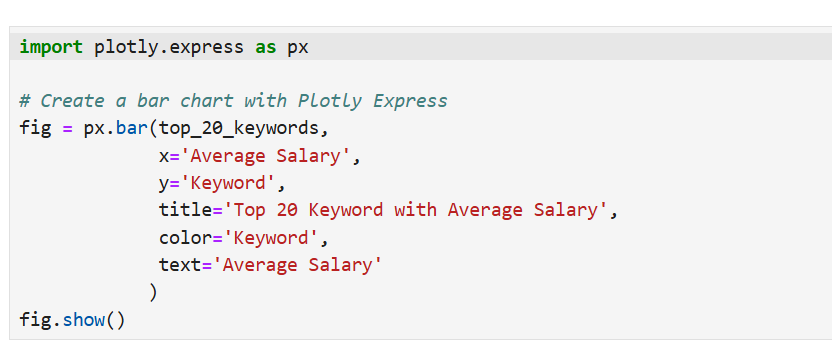 import plotly.express as px
# Create a bar chart with Plotly Express
fig = px.bar(top_20_keywords,
x='Average Salary',
y='Keyword',
title='Top 20 Keyword with Average Salary',
color='Keyword',
text='Average Salary'
)
fig.show()